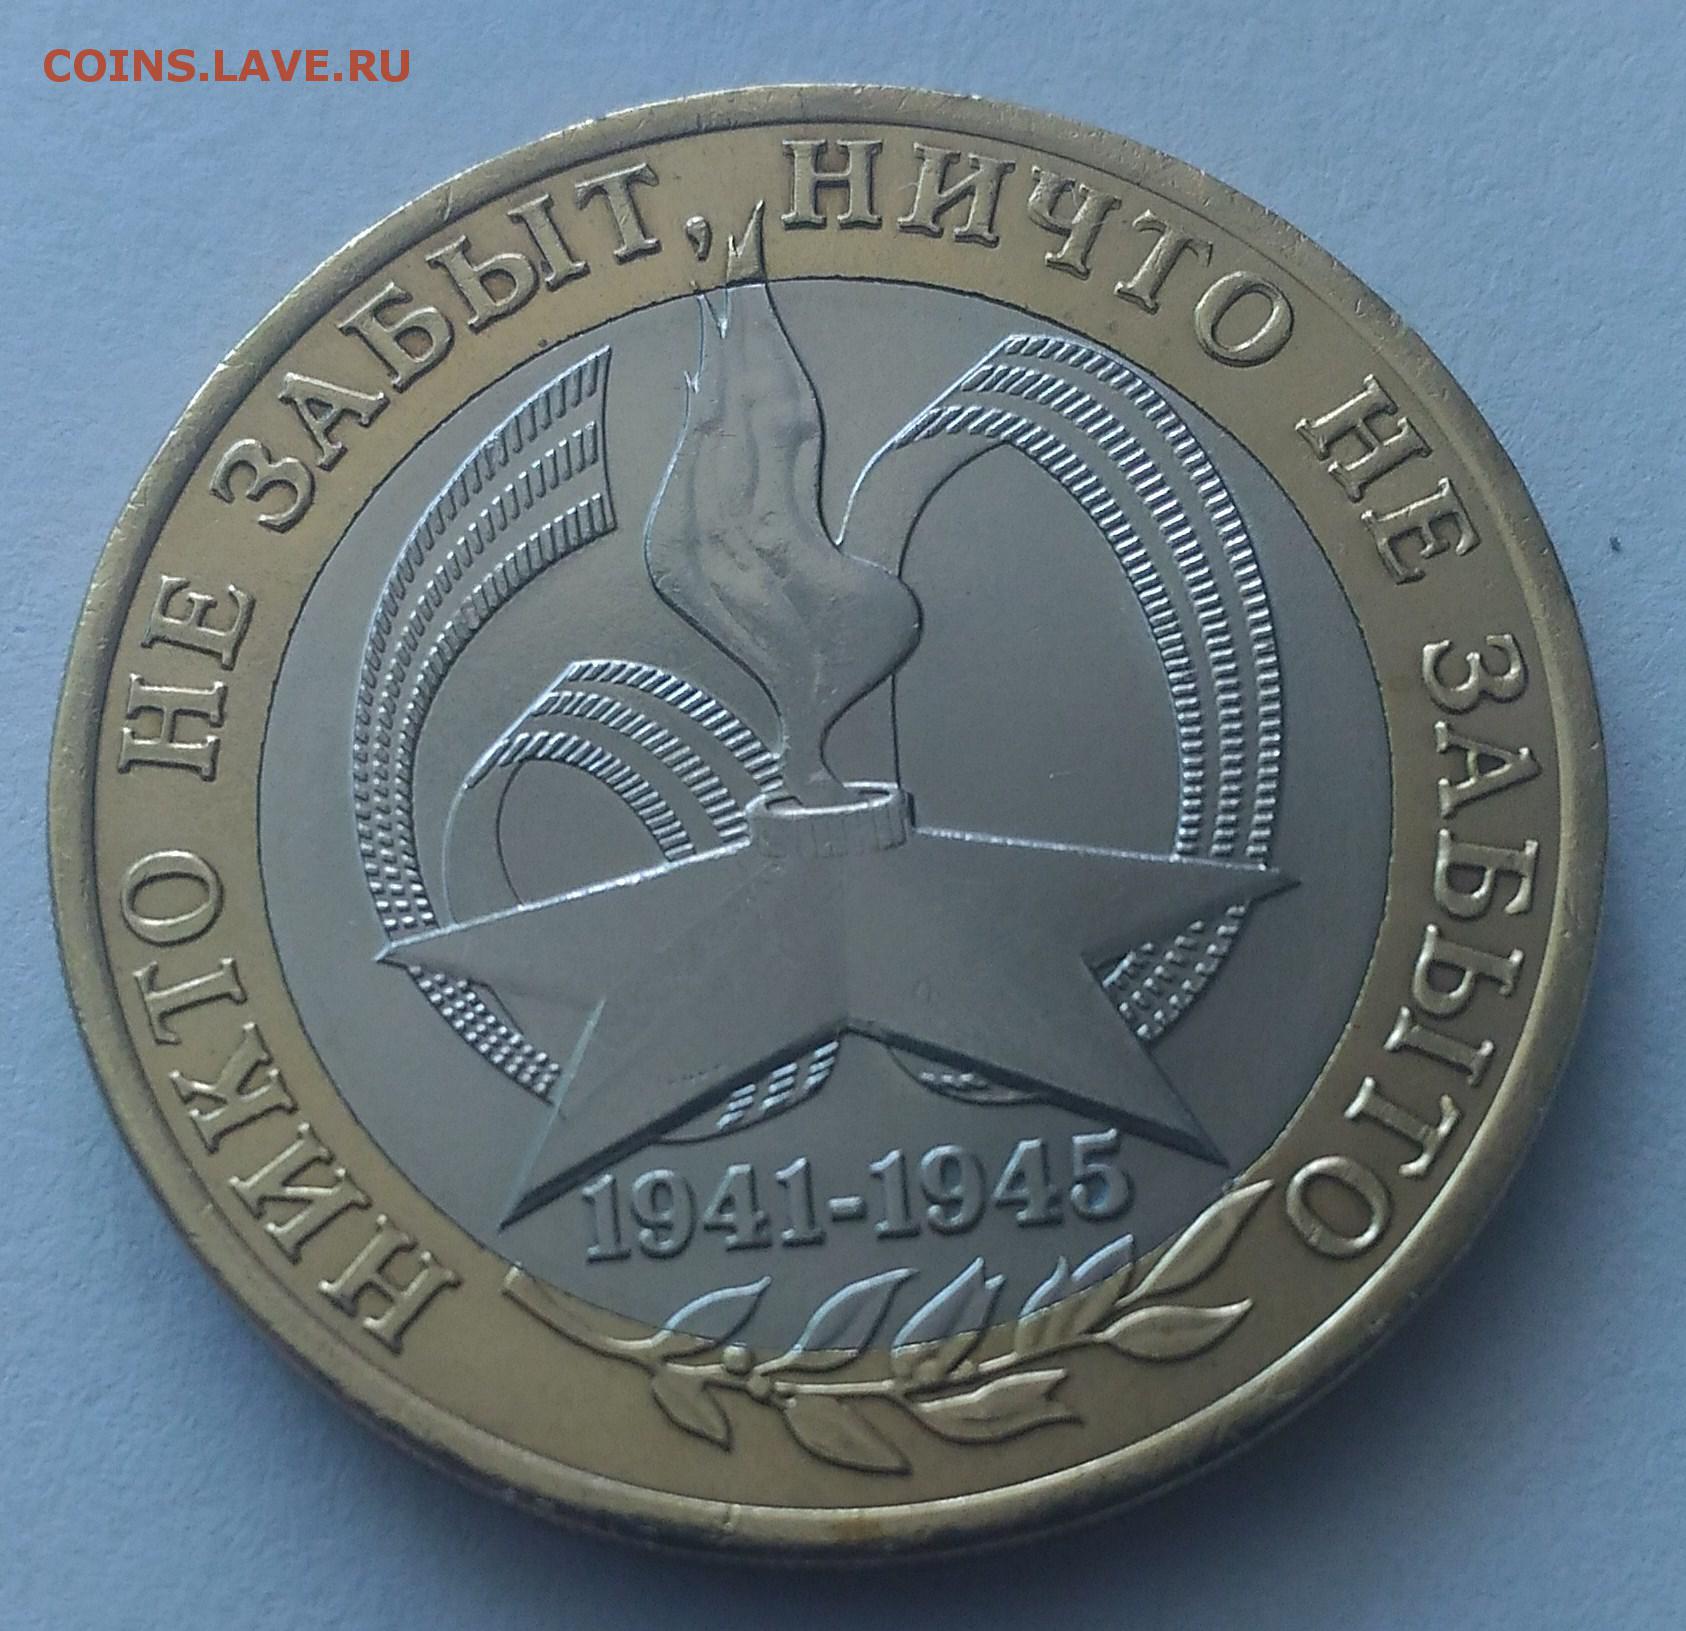 COINS.LAVE.RU
НИКТО НЕ ЗАБЫТ, НИЧТО НЕ ЗАБЫТО
1941-1945